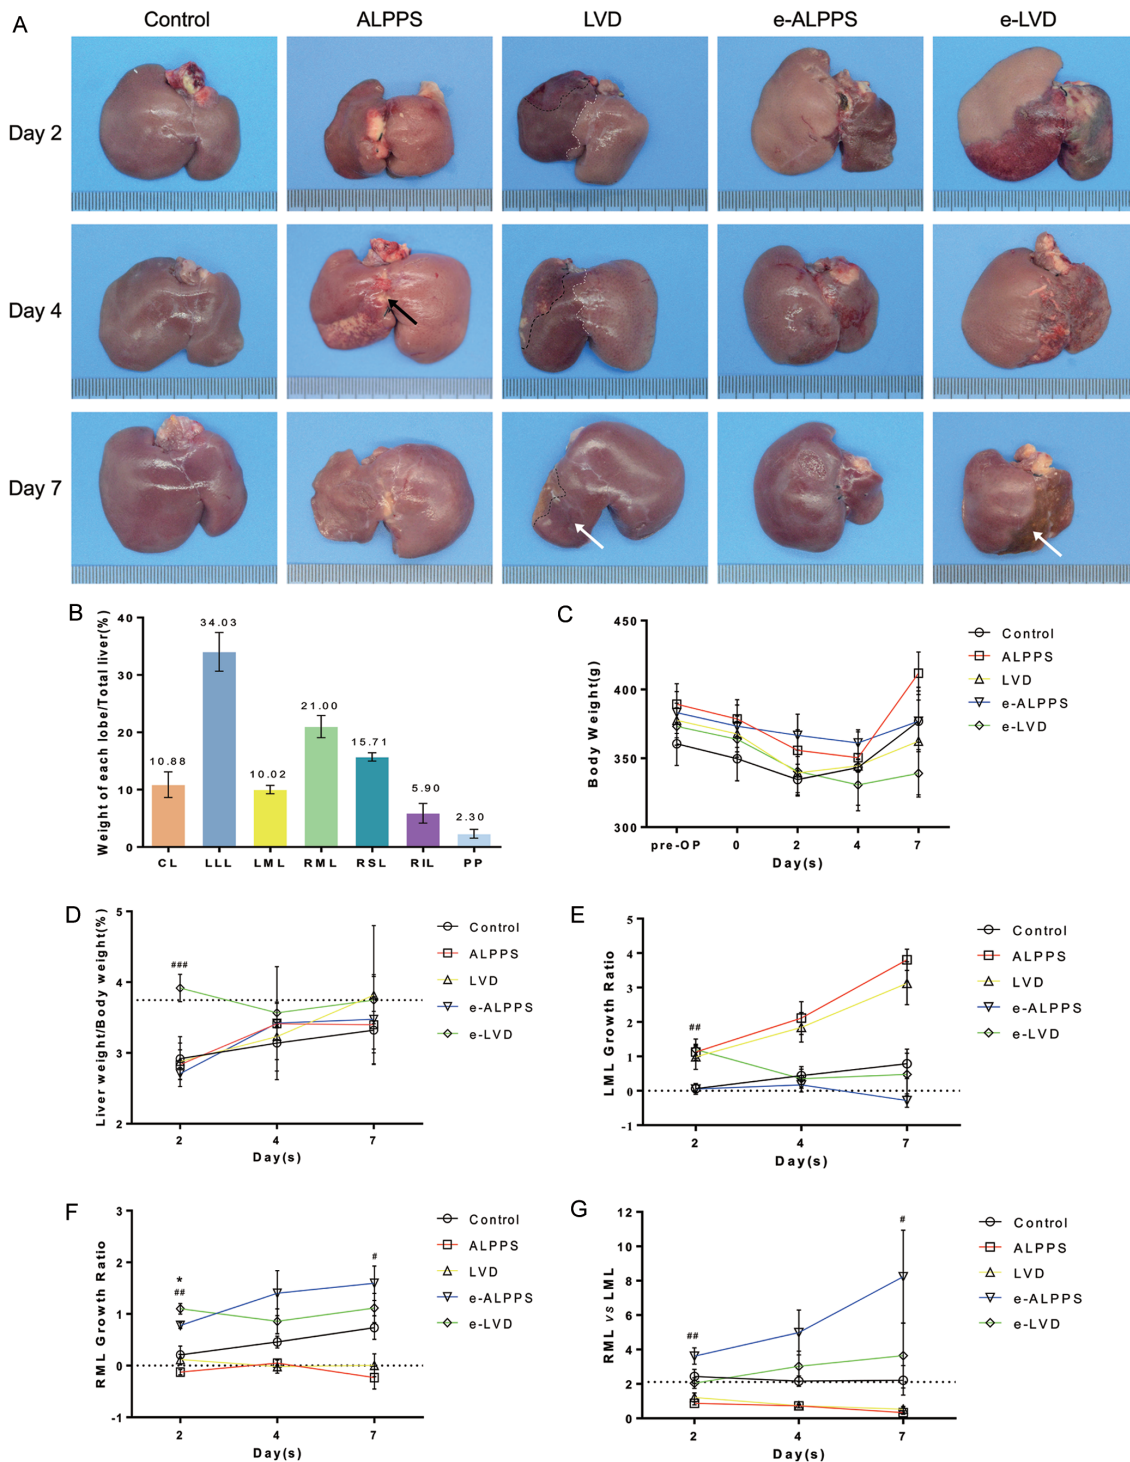 A
Control ALPPS LVD e-ALPPS e-LVD
Day 2
Day 4
Day 7
B
Weight of each lobe/Total liver(%)
40
30
20
10
0
10.88 34.03 10.02 21.00 15.71 5.90 2.30
CL LLL LML RML RSL RIL PP
C
Body Weight(g)
450
400
350
300
pre-OP 0 2 4 7
Day(s)
Control
ALPPS
LVD
e-ALPPS
e-LVD
D
Liver weight/Body weight(%)
5
4
3
2
###
2 4 7
Day(s)
Control
ALPPS
LVD
e-ALPPS
e-LVD
E
LML Growth Ratio
5
4
3
2
1
0
-1
##
2 4 7
Day(s)
Control
ALPPS
LVD
e-ALPPS
e-LVD
F
RML Growth Ratio
3
2
1
0
-1
*
##
#
2 4 7
Day(s)
Control
ALPPS
LVD
e-ALPPS
e-LVD
G
RML vs LML
12
10
8
6
4
2
0
##
#
2 4 7
Day(s)
Control
ALPPS
LVD
e-ALPPS
e-LVD